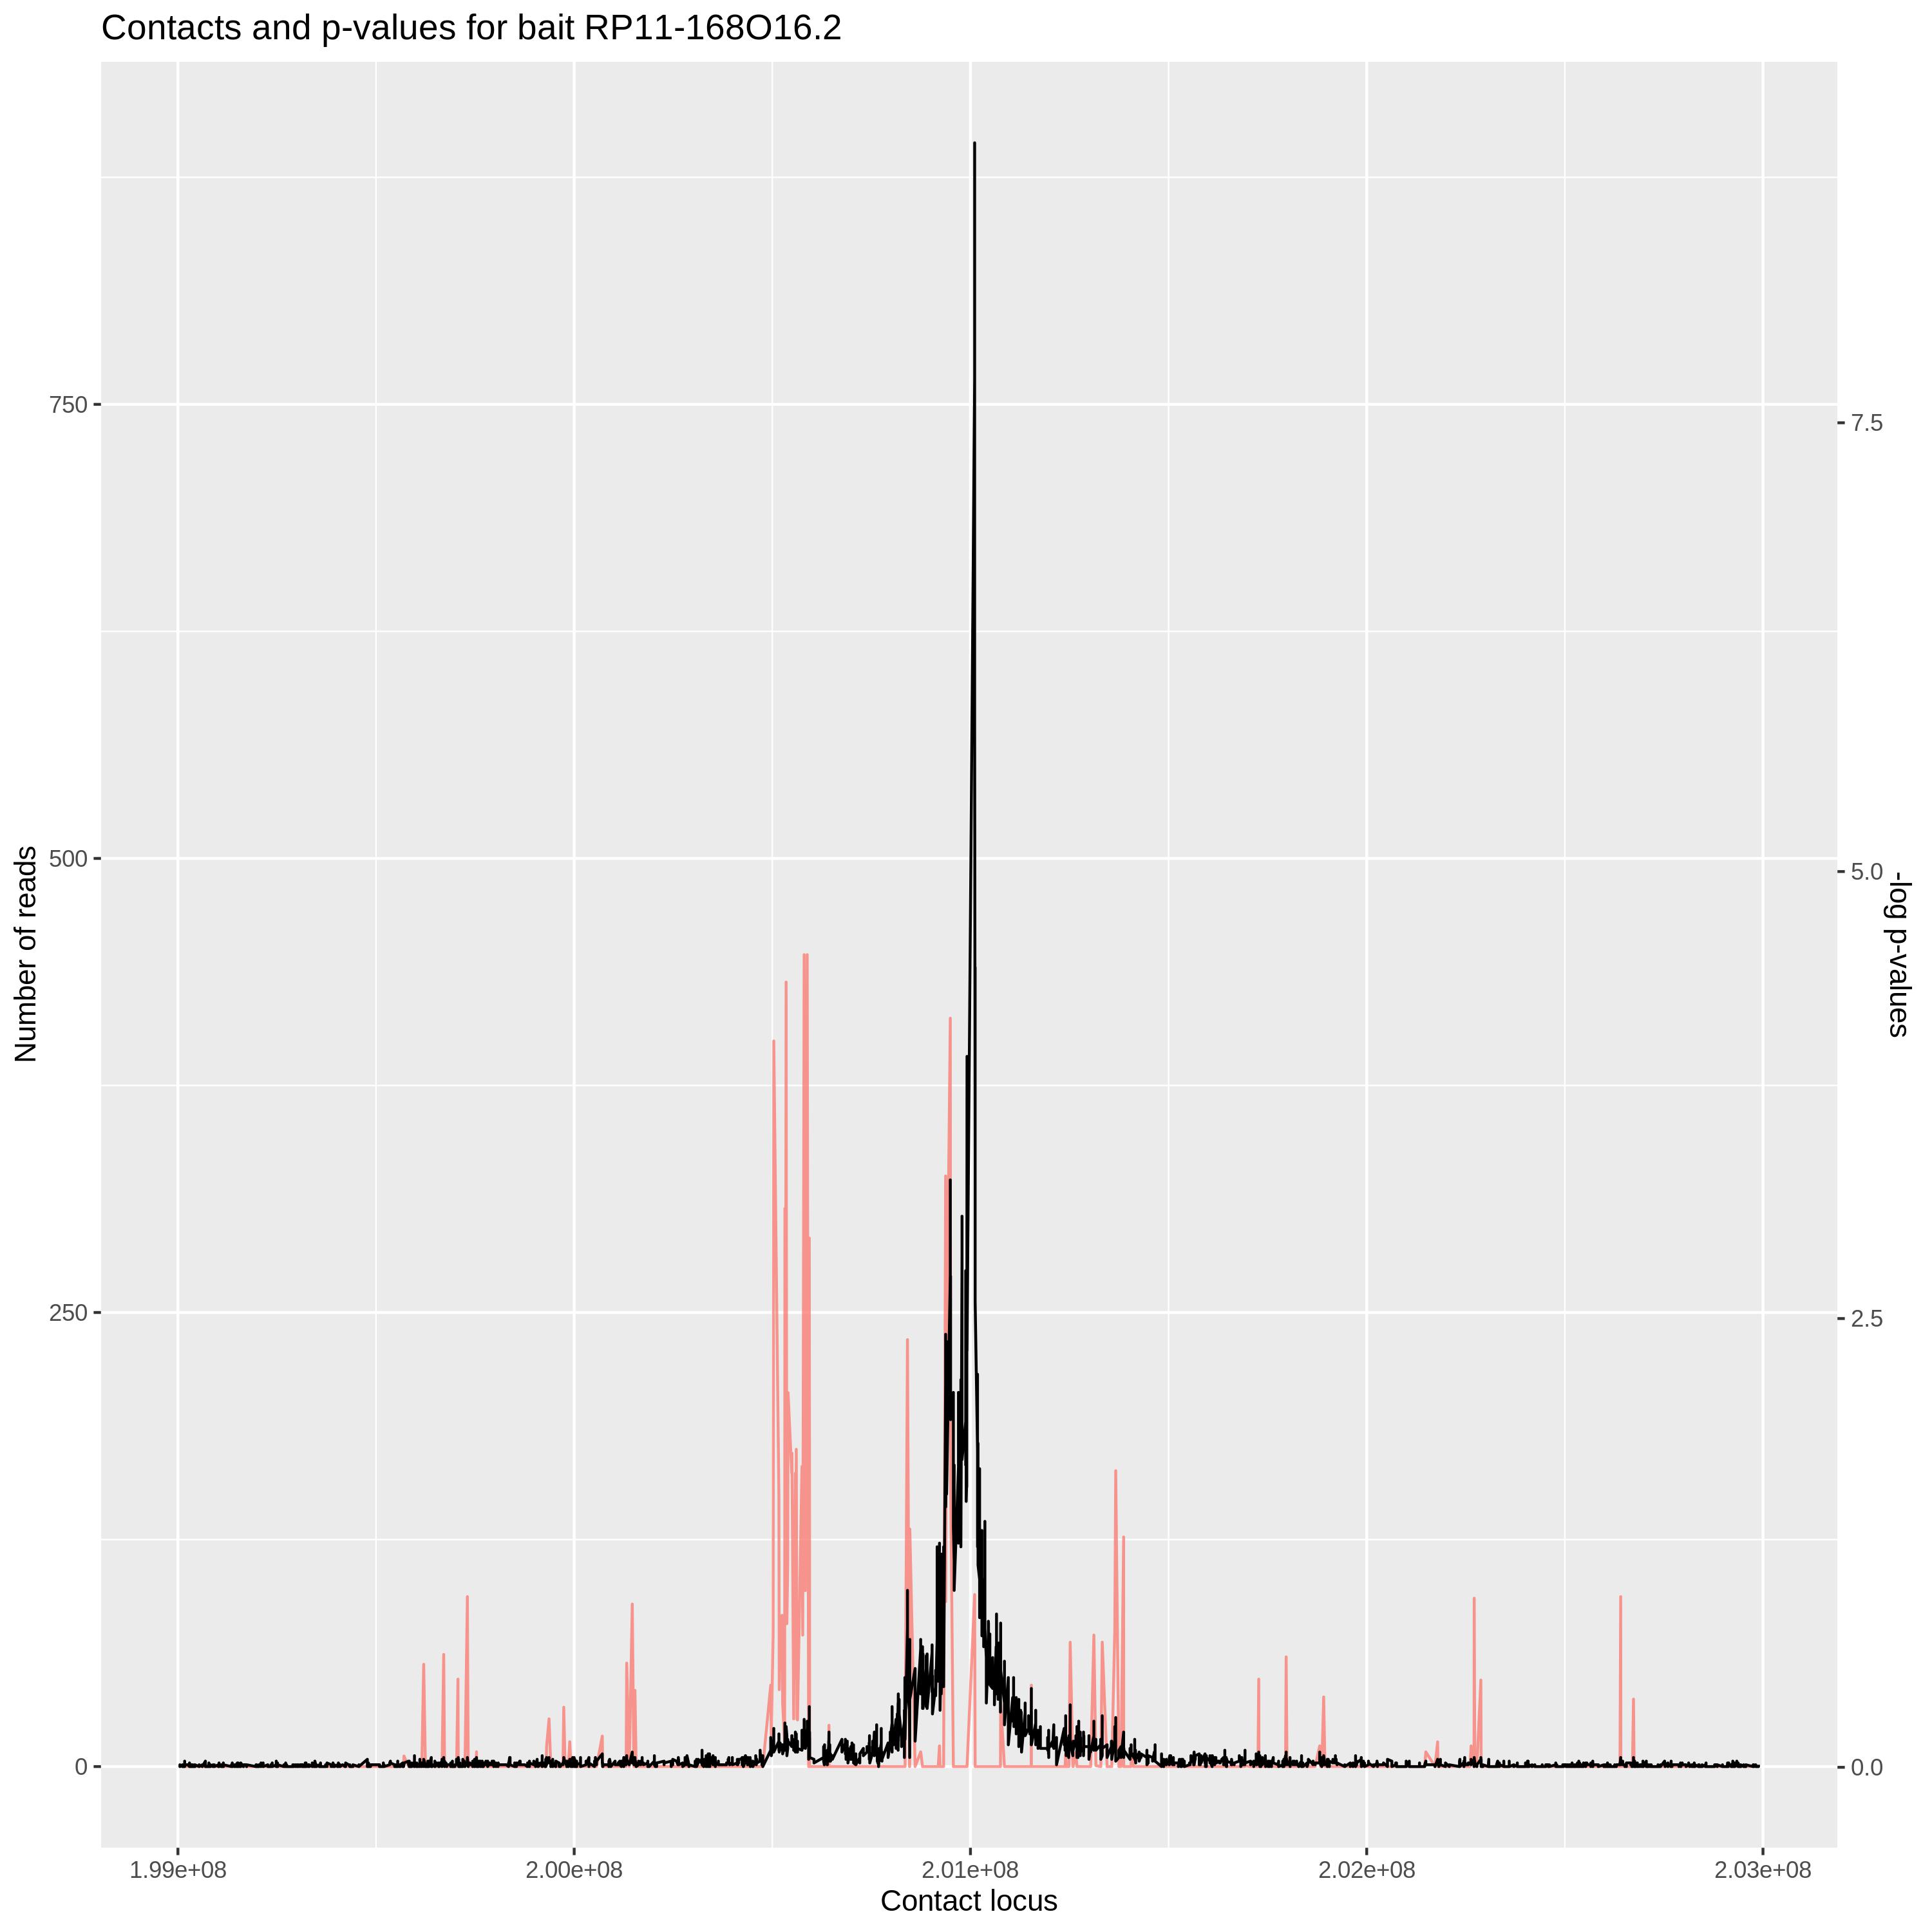 Contacts and p-values for bait RP11-168O16.2
Number of reads
750
500
250
0
7.5
5.0
2.5
0.0
-log p-values
1.99e+08
2.00e+08
2.01e+08
2.02e+08
2.03e+08
Contact locus